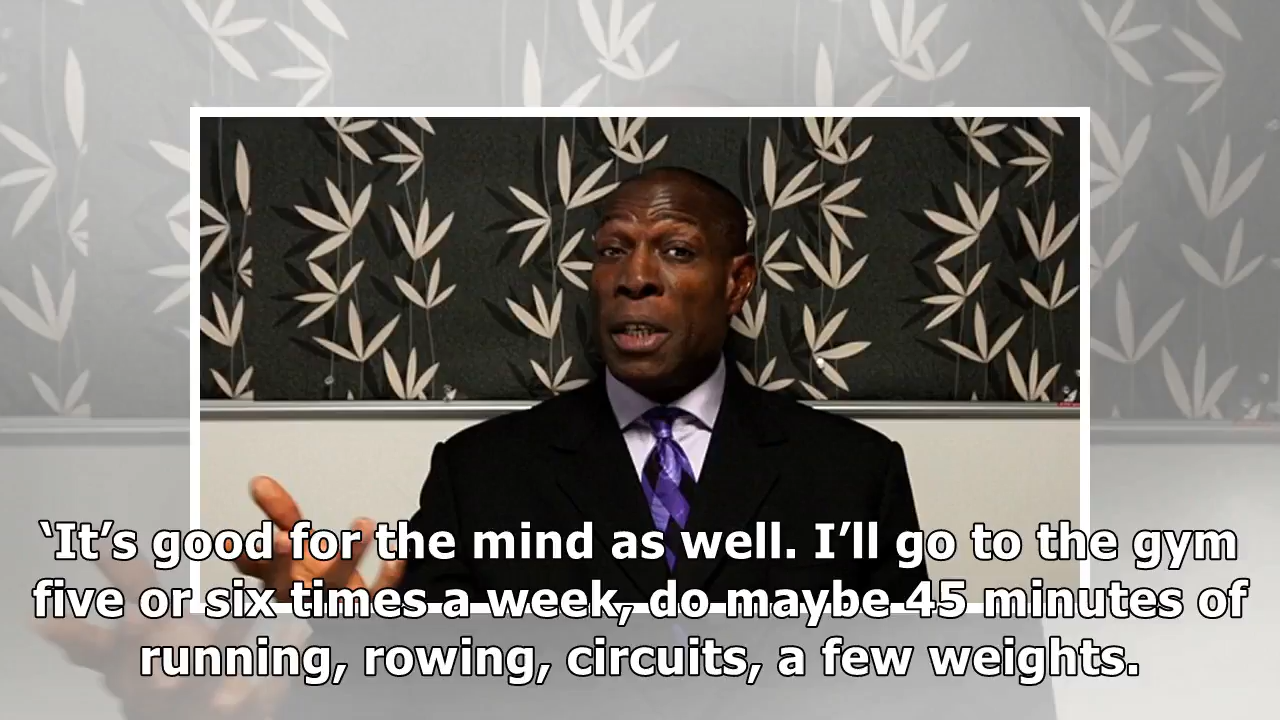 ‘It’s good for the mind as well. I’ll go to the gym
five or six times a week, do maybe 45 minutes of
running, rowing, circuits, a few weights.